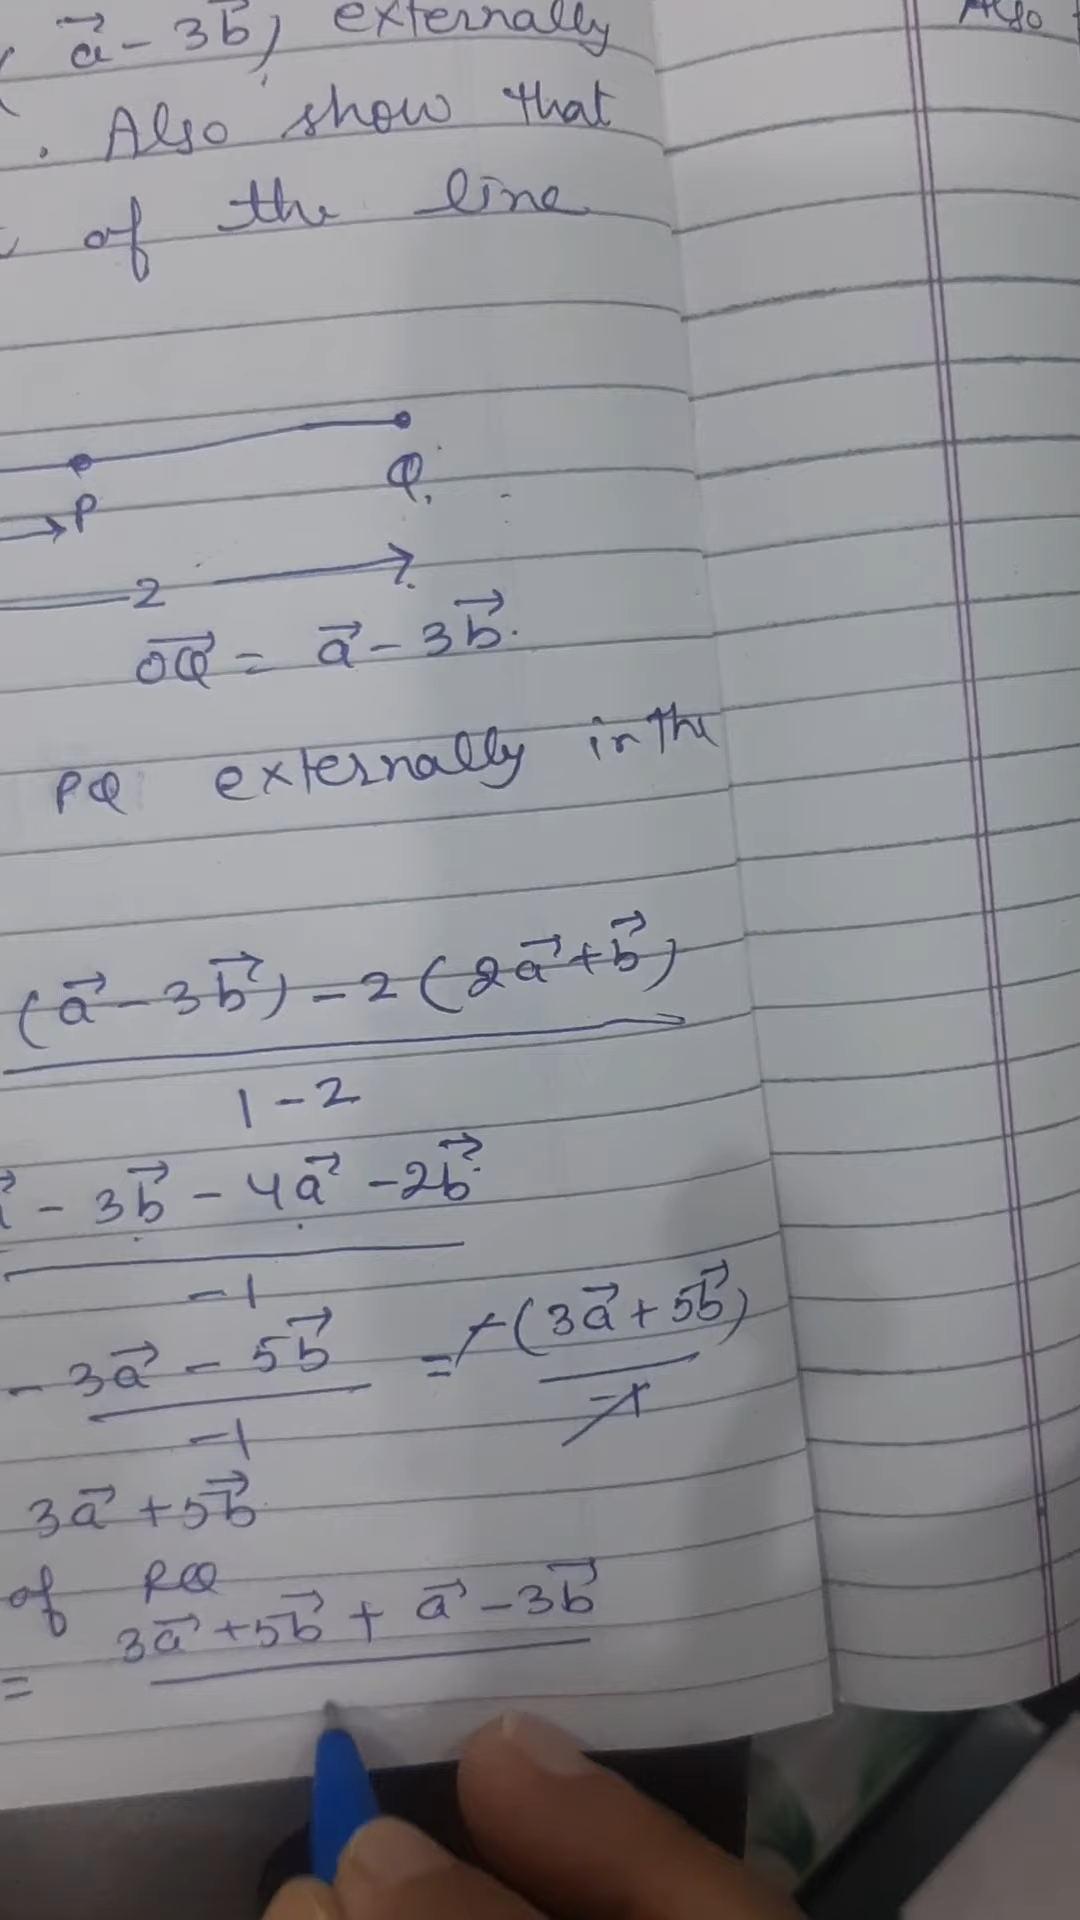 a⃗ - 3b⃗) externally
Also
. Also show that
of the line
P
Q.
2
OQ⃗ = a⃗ - 3b⃗.
PQ externally in the
(a⃗ - 3b⃗) - 2 (2a⃗ + b⃗)
1 - 2
- 3b⃗ - 4a⃗ - 2b⃗
-1
- 3a⃗ - 5b⃗ = -(3a⃗ + 5b⃗)
-1 -1
3a⃗ + 5b⃗
of RQ
= 3a⃗ + 5b⃗ + a⃗ - 3b⃗